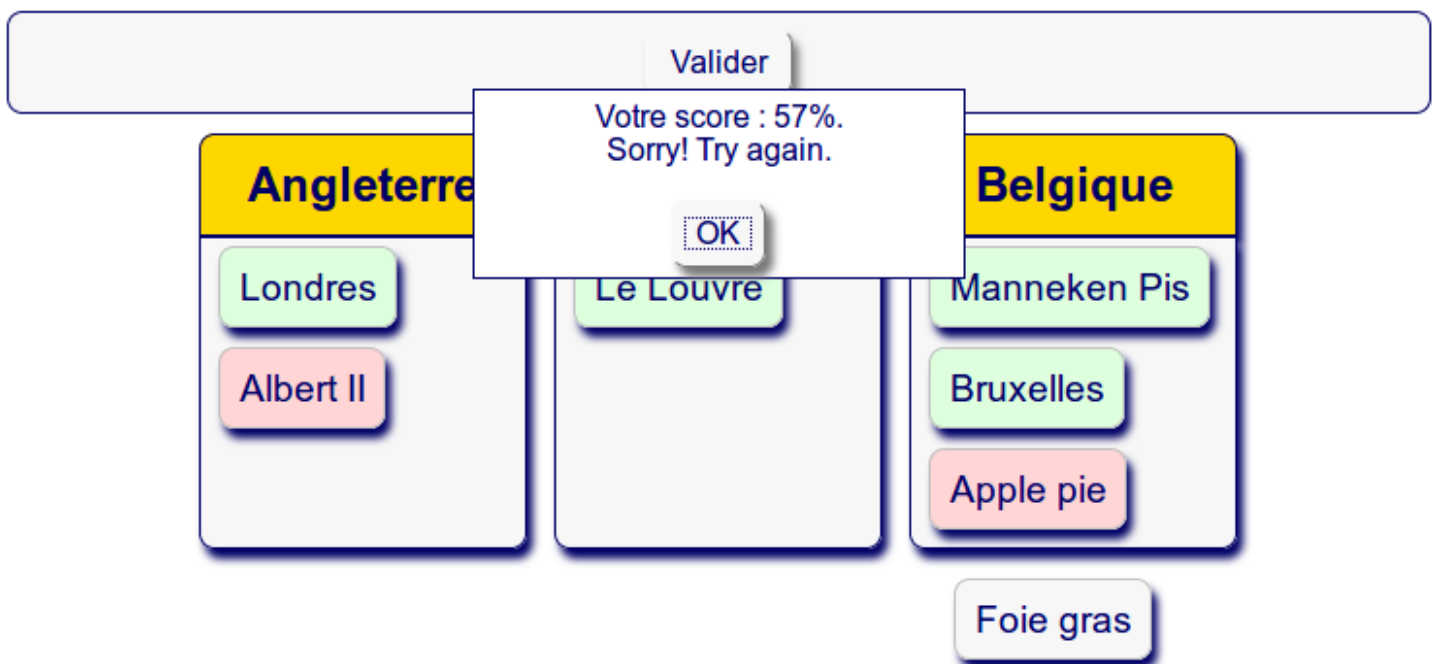 Valider
Votre score : 57%.
Sorry! Try again.
OK
Angleterre
Belgique
Londres
Le Louvre
Manneken Pis
Albert II
Bruxelles
Apple pie
Foie gras